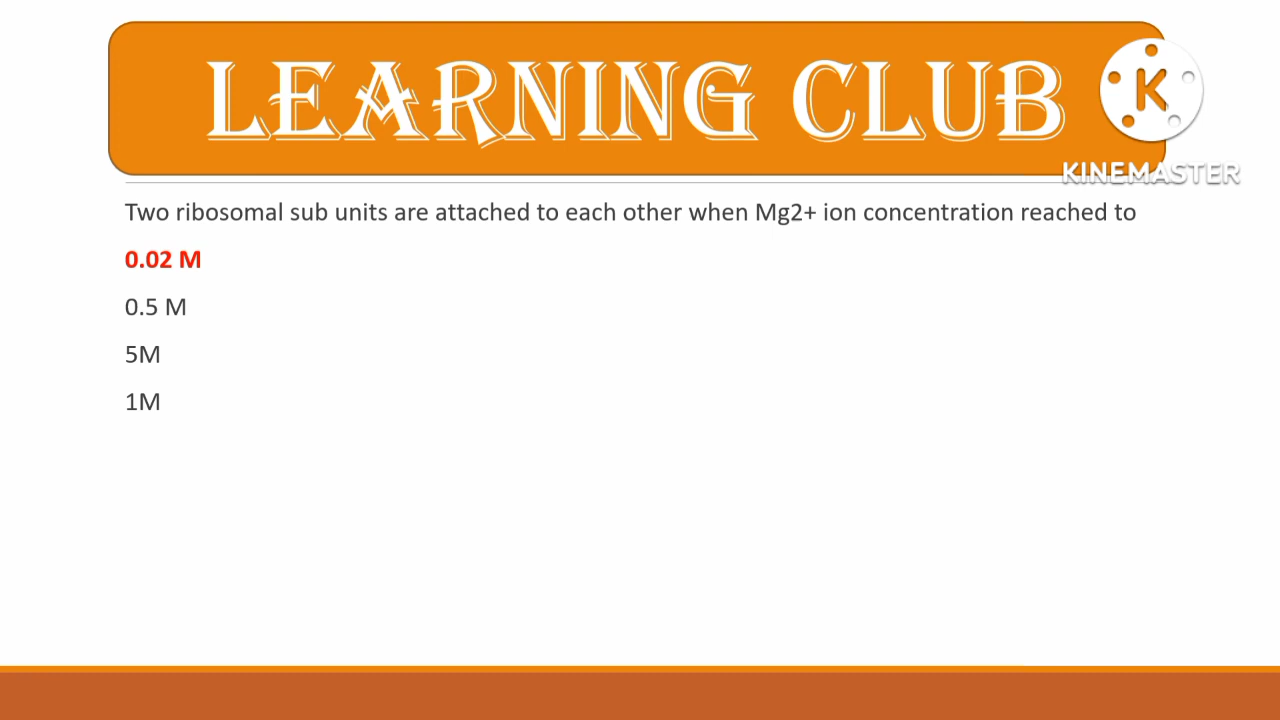 LEARNING CLUB
K
KINEMASTER
Two ribosomal sub units are attached to each other when Mg2+ ion concentration reached to
0.02 M
0.5 M
5M
1M